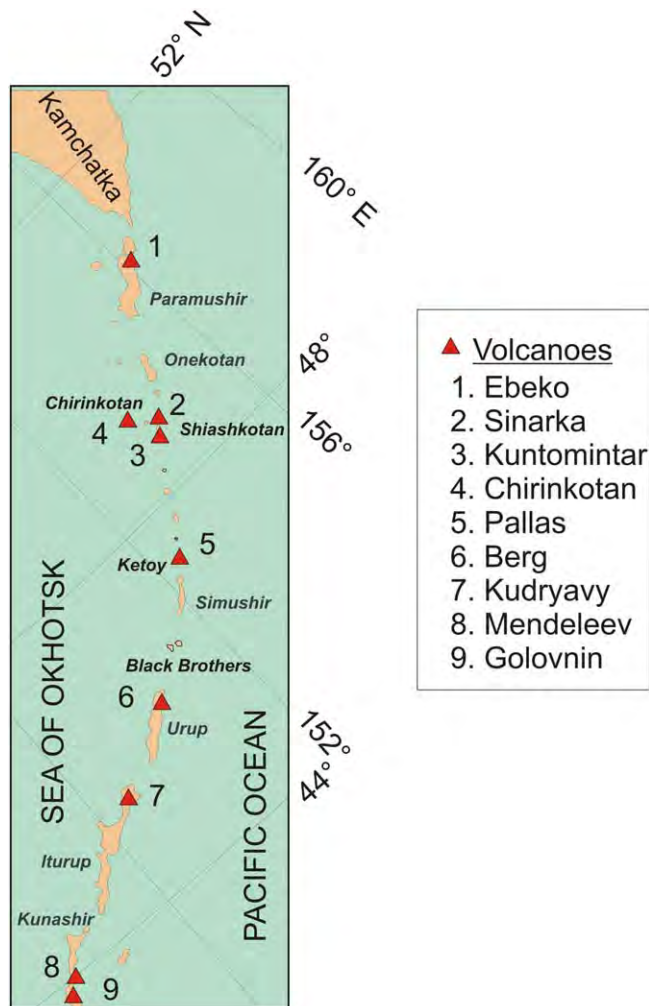 52° N
Kamchatka
160° E
1
Paramushir
Onekotan
48°
Chirinkotan
2
156°
4
Shiashkotan
3
5
Ketoy
Simushir
Black Brothers
6
Urup
152°
44°
SEA OF OKHOTSK
PACIFIC OCEAN
7
Iturup
Kunashir
8
9
Volcanoes
1. Ebeko
2. Sinarka
3. Kuntomintar
4. Chirinkotan
5. Pallas
6. Berg
7. Kudryavy
8. Mendeleev
9. Golovnin